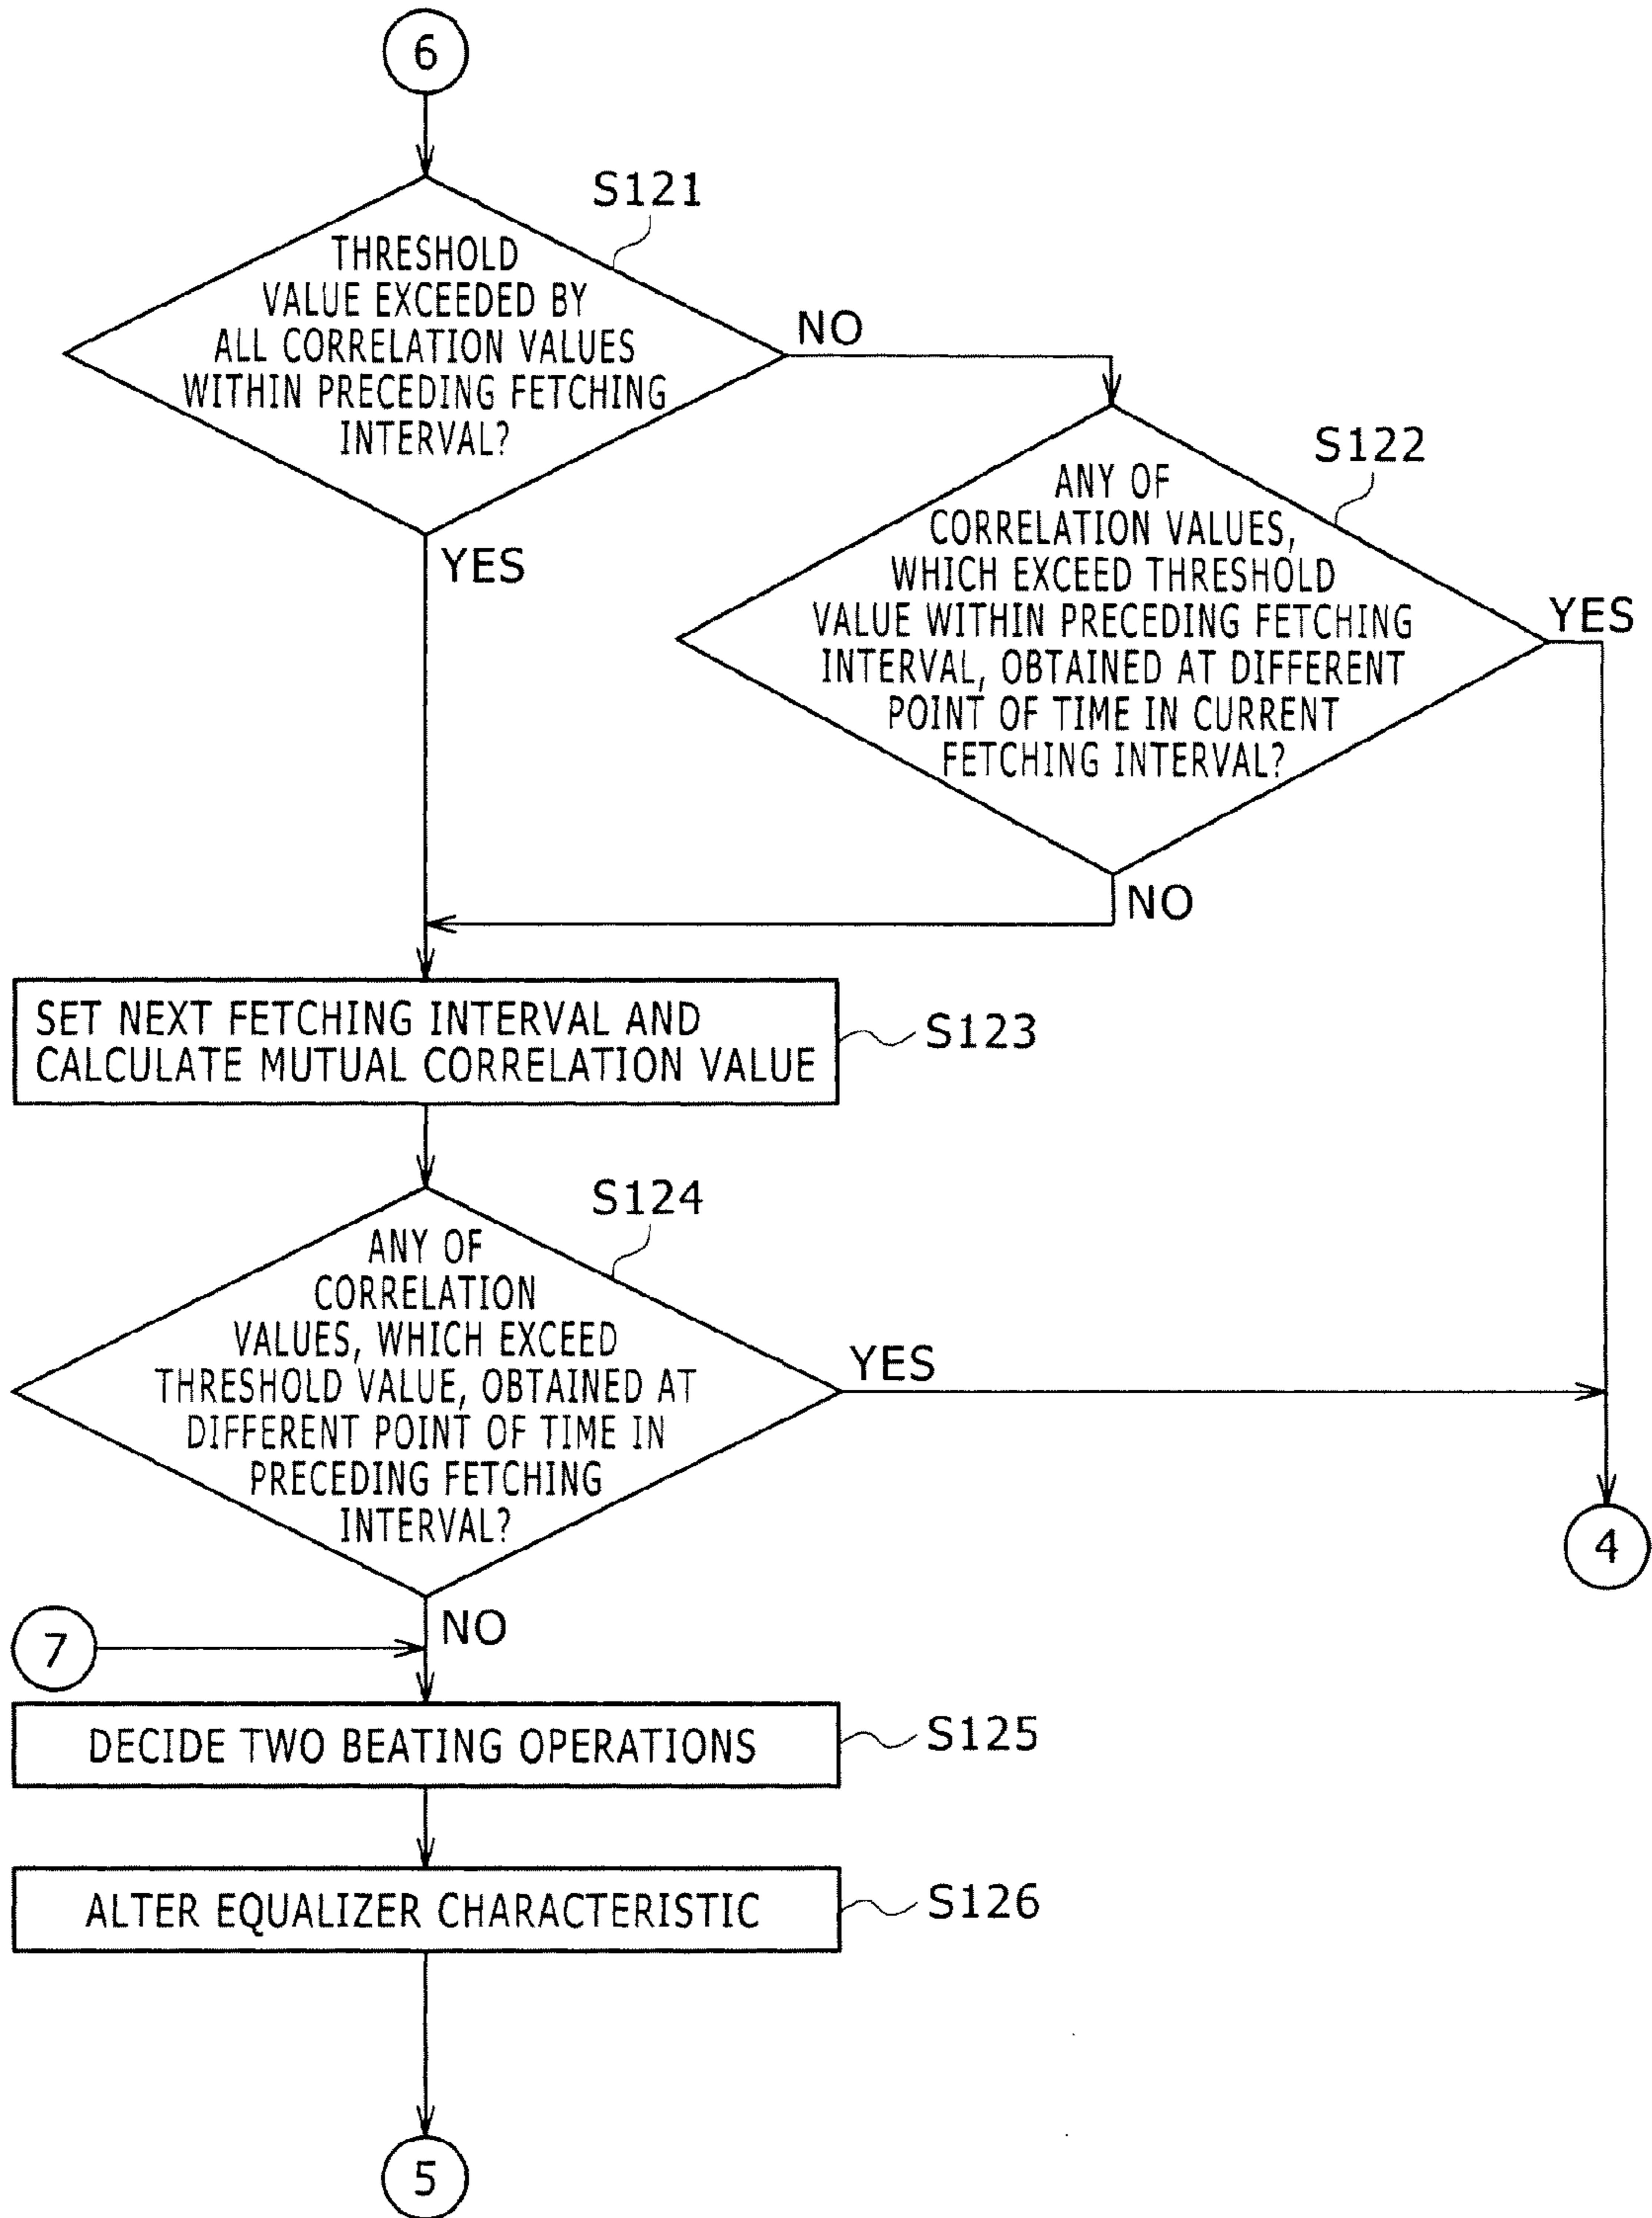 6
S121
THRESHOLD
VALUE EXCEEDED BY
ALL CORRELATION VALUES
WITHIN PRECEDING FETCHING
INTERVAL?
NO
YES
S122
ANY OF
CORRELATION VALUES,
WHICH EXCEED THRESHOLD
VALUE WITHIN PRECEDING FETCHING
INTERVAL, OBTAINED AT DIFFERENT
POINT OF TIME IN CURRENT
FETCHING INTERVAL?
YES
NO
SET NEXT FETCHING INTERVAL AND
CALCULATE MUTUAL CORRELATION VALUE
S123
S124
ANY OF
CORRELATION
VALUES, WHICH EXCEED
THRESHOLD VALUE, OBTAINED AT
DIFFERENT POINT OF TIME IN
PRECEDING FETCHING
INTERVAL?
YES
4
NO
7
DECIDE TWO BEATING OPERATIONS
S125
ALTER EQUALIZER CHARACTERISTIC
S126
5